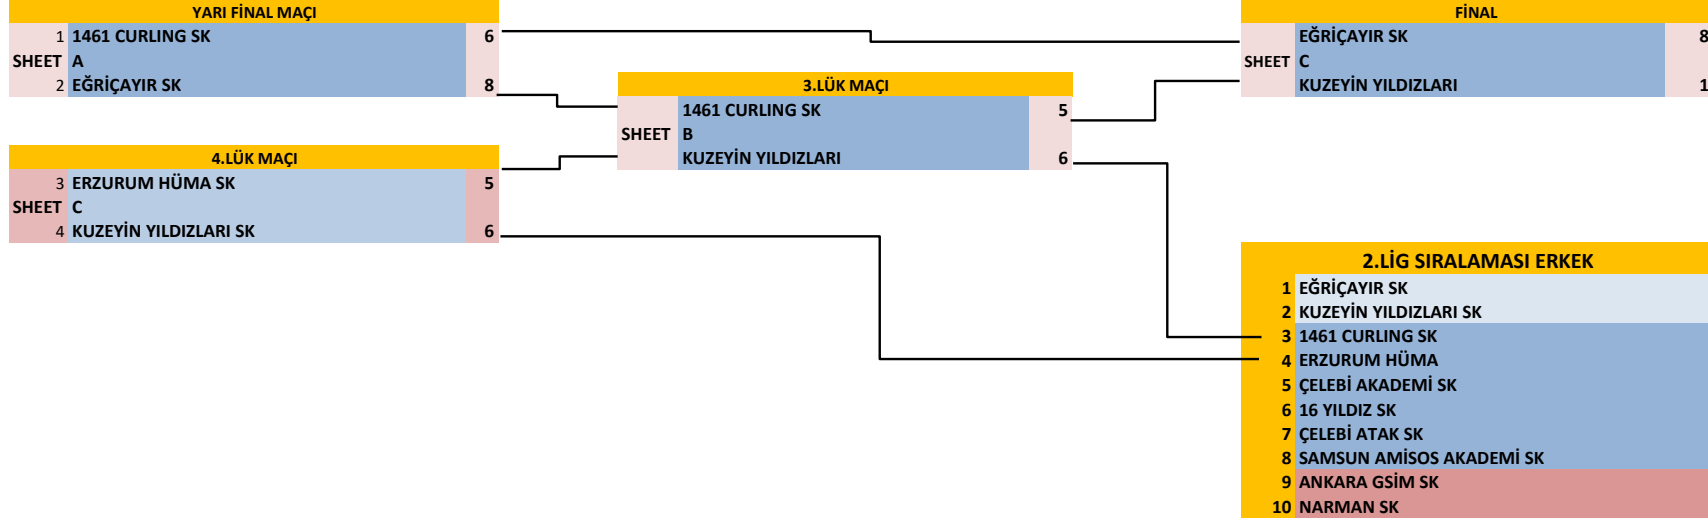 YARI FİNAL MAÇI
1 1461 CURLING SK 6
SHEET A
2 EĞRİÇAYIR SK 8
4.LÜK MAÇI
3 ERZURUM HÜMA SK 5
SHEET C
4 KUZEYİN YILDIZLARI SK 6
3.LÜK MAÇI
1461 CURLING SK 5
SHEET B
KUZEYİN YILDIZLARI 6
FİNAL
EĞRİÇAYIR SK 8
SHEET C
KUZEYİN YILDIZLARI 1
2.LİG SIRALAMASI ERKEK
1 EĞRİÇAYIR SK
2 KUZEYİN YILDIZLARI SK
3 1461 CURLING SK
4 ERZURUM HÜMA
5 ÇELEBİ AKADEMİ SK
6 16 YILDIZ SK
7 ÇELEBİ ATAK SK
8 SAMSUN AMİSOS AKADEMİ SK
9 ANKARA GSİM SK
10 NARMAN SK